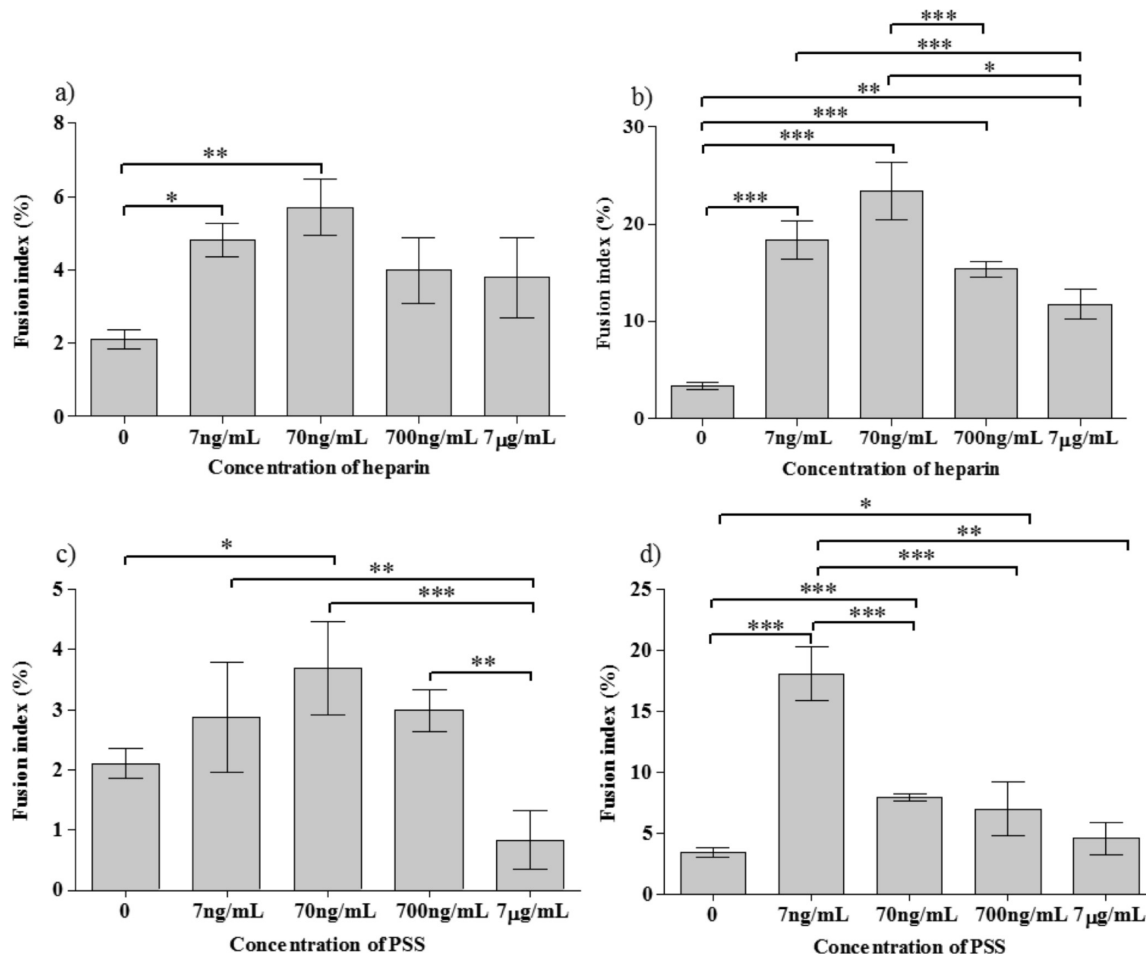 a)
**
*
Fusion index (%)
8
6
4
2
0
0 7ng/mL 70ng/mL 700ng/mL 7μg/mL
Concentration of heparin
b)
***
***
*
**
***
***
***
Fusion index (%)
30
20
10
0
0 7ng/mL 70ng/mL 700ng/mL 7μg/mL
Concentration of heparin
c)
*
**
***
**
Fusion index (%)
5
4
3
2
1
0
0 7ng/mL 70ng/mL 700ng/mL 7μg/mL
Concentration of PSS
d)
*
**
***
***
*** ***
Fusion index (%)
25
20
15
10
5
0
0 7ng/mL 70ng/mL 700ng/mL 7μg/mL
Concentration of PSS